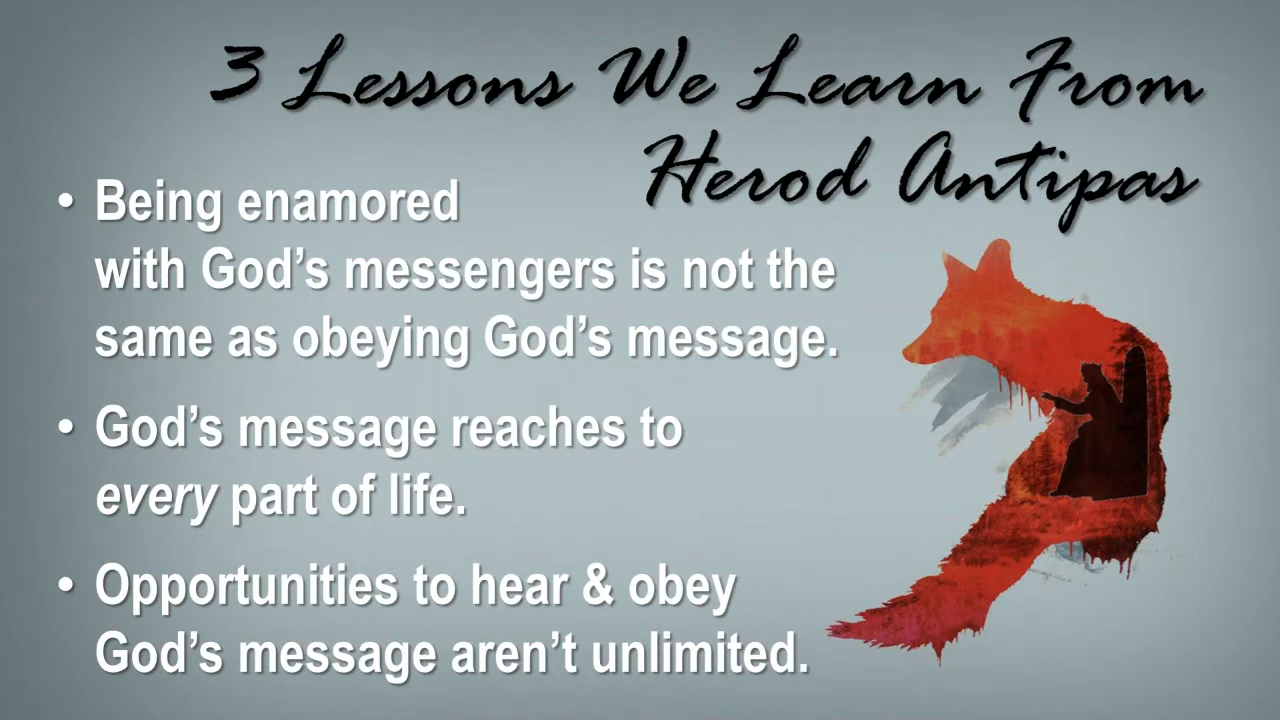 3 Lessons We Learn From
Herod Antipas
• Being enamored
with God’s messengers is not the
same as obeying God’s message.
• God’s message reaches to
every part of life.
• Opportunities to hear & obey
God’s message aren’t unlimited.